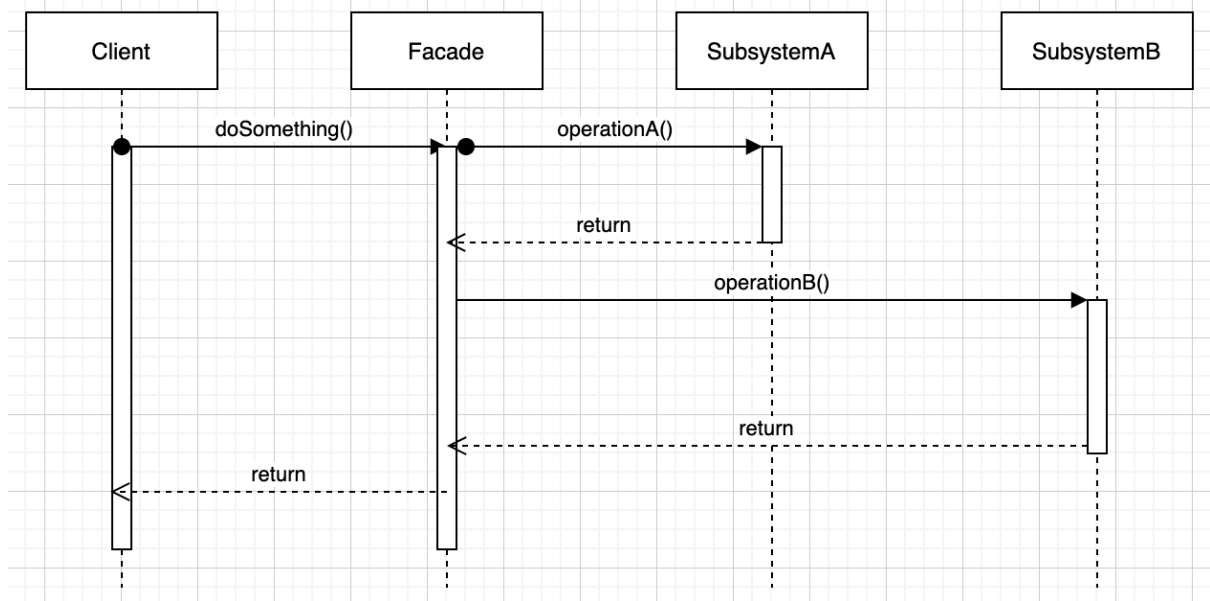 Client
Facade
SubsystemA
SubsystemB
doSomething()
operationA()
return
operationB()
return
return